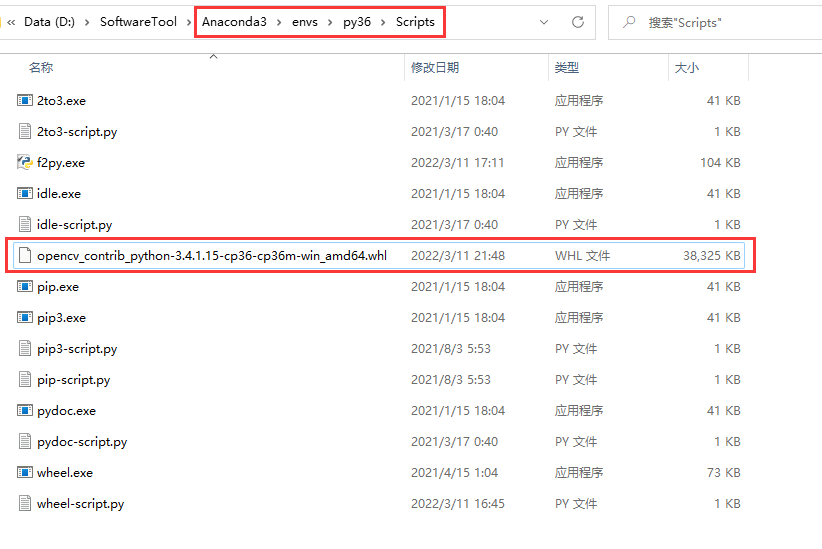 « Data (D:) › SoftwareTool › Anaconda3 › envs › py36 › Scripts 搜索"Scripts"
名称 修改日期 类型 大小
2to3.exe 2021/1/15 18:04 应用程序 41 KB
2to3-script.py 2021/3/17 0:40 PY 文件 1 KB
f2py.exe 2022/3/11 17:11 应用程序 104 KB
idle.exe 2021/1/15 18:04 应用程序 41 KB
idle-script.py 2021/3/17 0:40 PY 文件 1 KB
opencv_contrib_python-3.4.1.15-cp36-cp36m-win_amd64.whl 2022/3/11 21:48 WHL 文件 38,325 KB
pip.exe 2021/1/15 18:04 应用程序 41 KB
pip3.exe 2021/1/15 18:04 应用程序 41 KB
pip3-script.py 2021/8/3 5:53 PY 文件 1 KB
pip-script.py 2021/8/3 5:53 PY 文件 1 KB
pydoc.exe 2021/1/15 18:04 应用程序 41 KB
pydoc-script.py 2021/3/17 0:40 PY 文件 1 KB
wheel.exe 2021/4/15 1:04 应用程序 73 KB
wheel-script.py 2022/3/11 16:45 PY 文件 1 KB